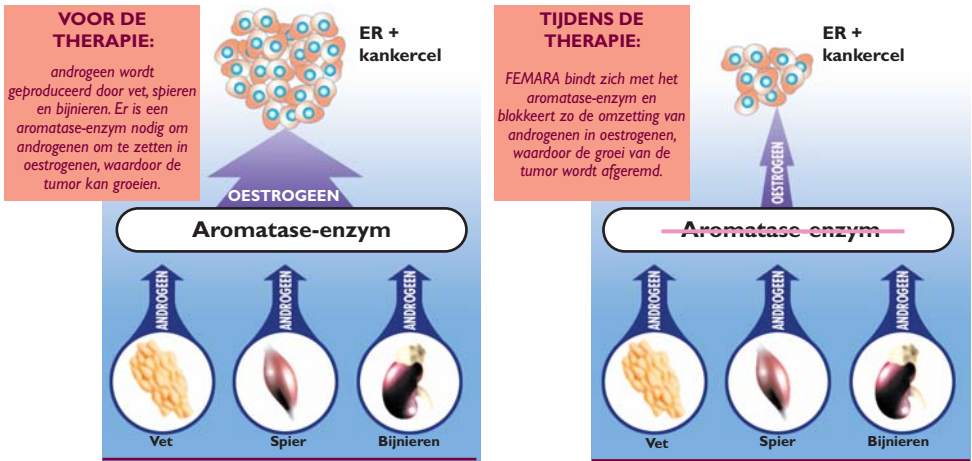 VOOR DE
THERAPIE:
androgeen wordt
geproduceerd door vet, spieren
en bijnieren. Er is een
aromatase-enzym nodig om
androgenen om te zetten in
oestrogenen, waardoor de
tumor kan groeien.
ER +
kankercel
OESTROGEEN
Aromatase-enzym
ANDROGEEN
ANDROGEEN
ANDROGEEN
Vet
Spier
Bijnieren
TIJDENS DE
THERAPIE:
FEMARA bindt zich met het
aromatase-enzym en
blokkeert zo de omzetting van
androgenen in oestrogenen,
waardoor de groei van de
tumor wordt afgeremd.
ER +
kankercel
OESTROGEEN
Aromatase-enzym
ANDROGEEN
ANDROGEEN
ANDROGEEN
Vet
Spier
Bijnieren